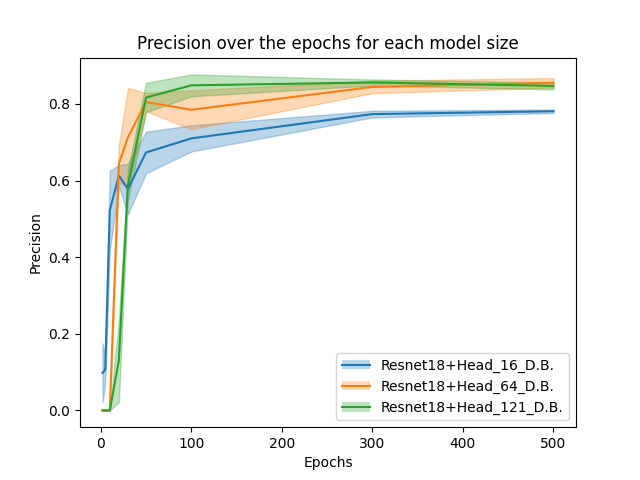 Precision over the epochs for each model size
Precision
0.8
0.6
0.4
0.2
0.0
Resnet18+Head_16_D.B.
Resnet18+Head_64_D.B.
Resnet18+Head_121_D.B.
0 100 200 300 400 500
Epochs